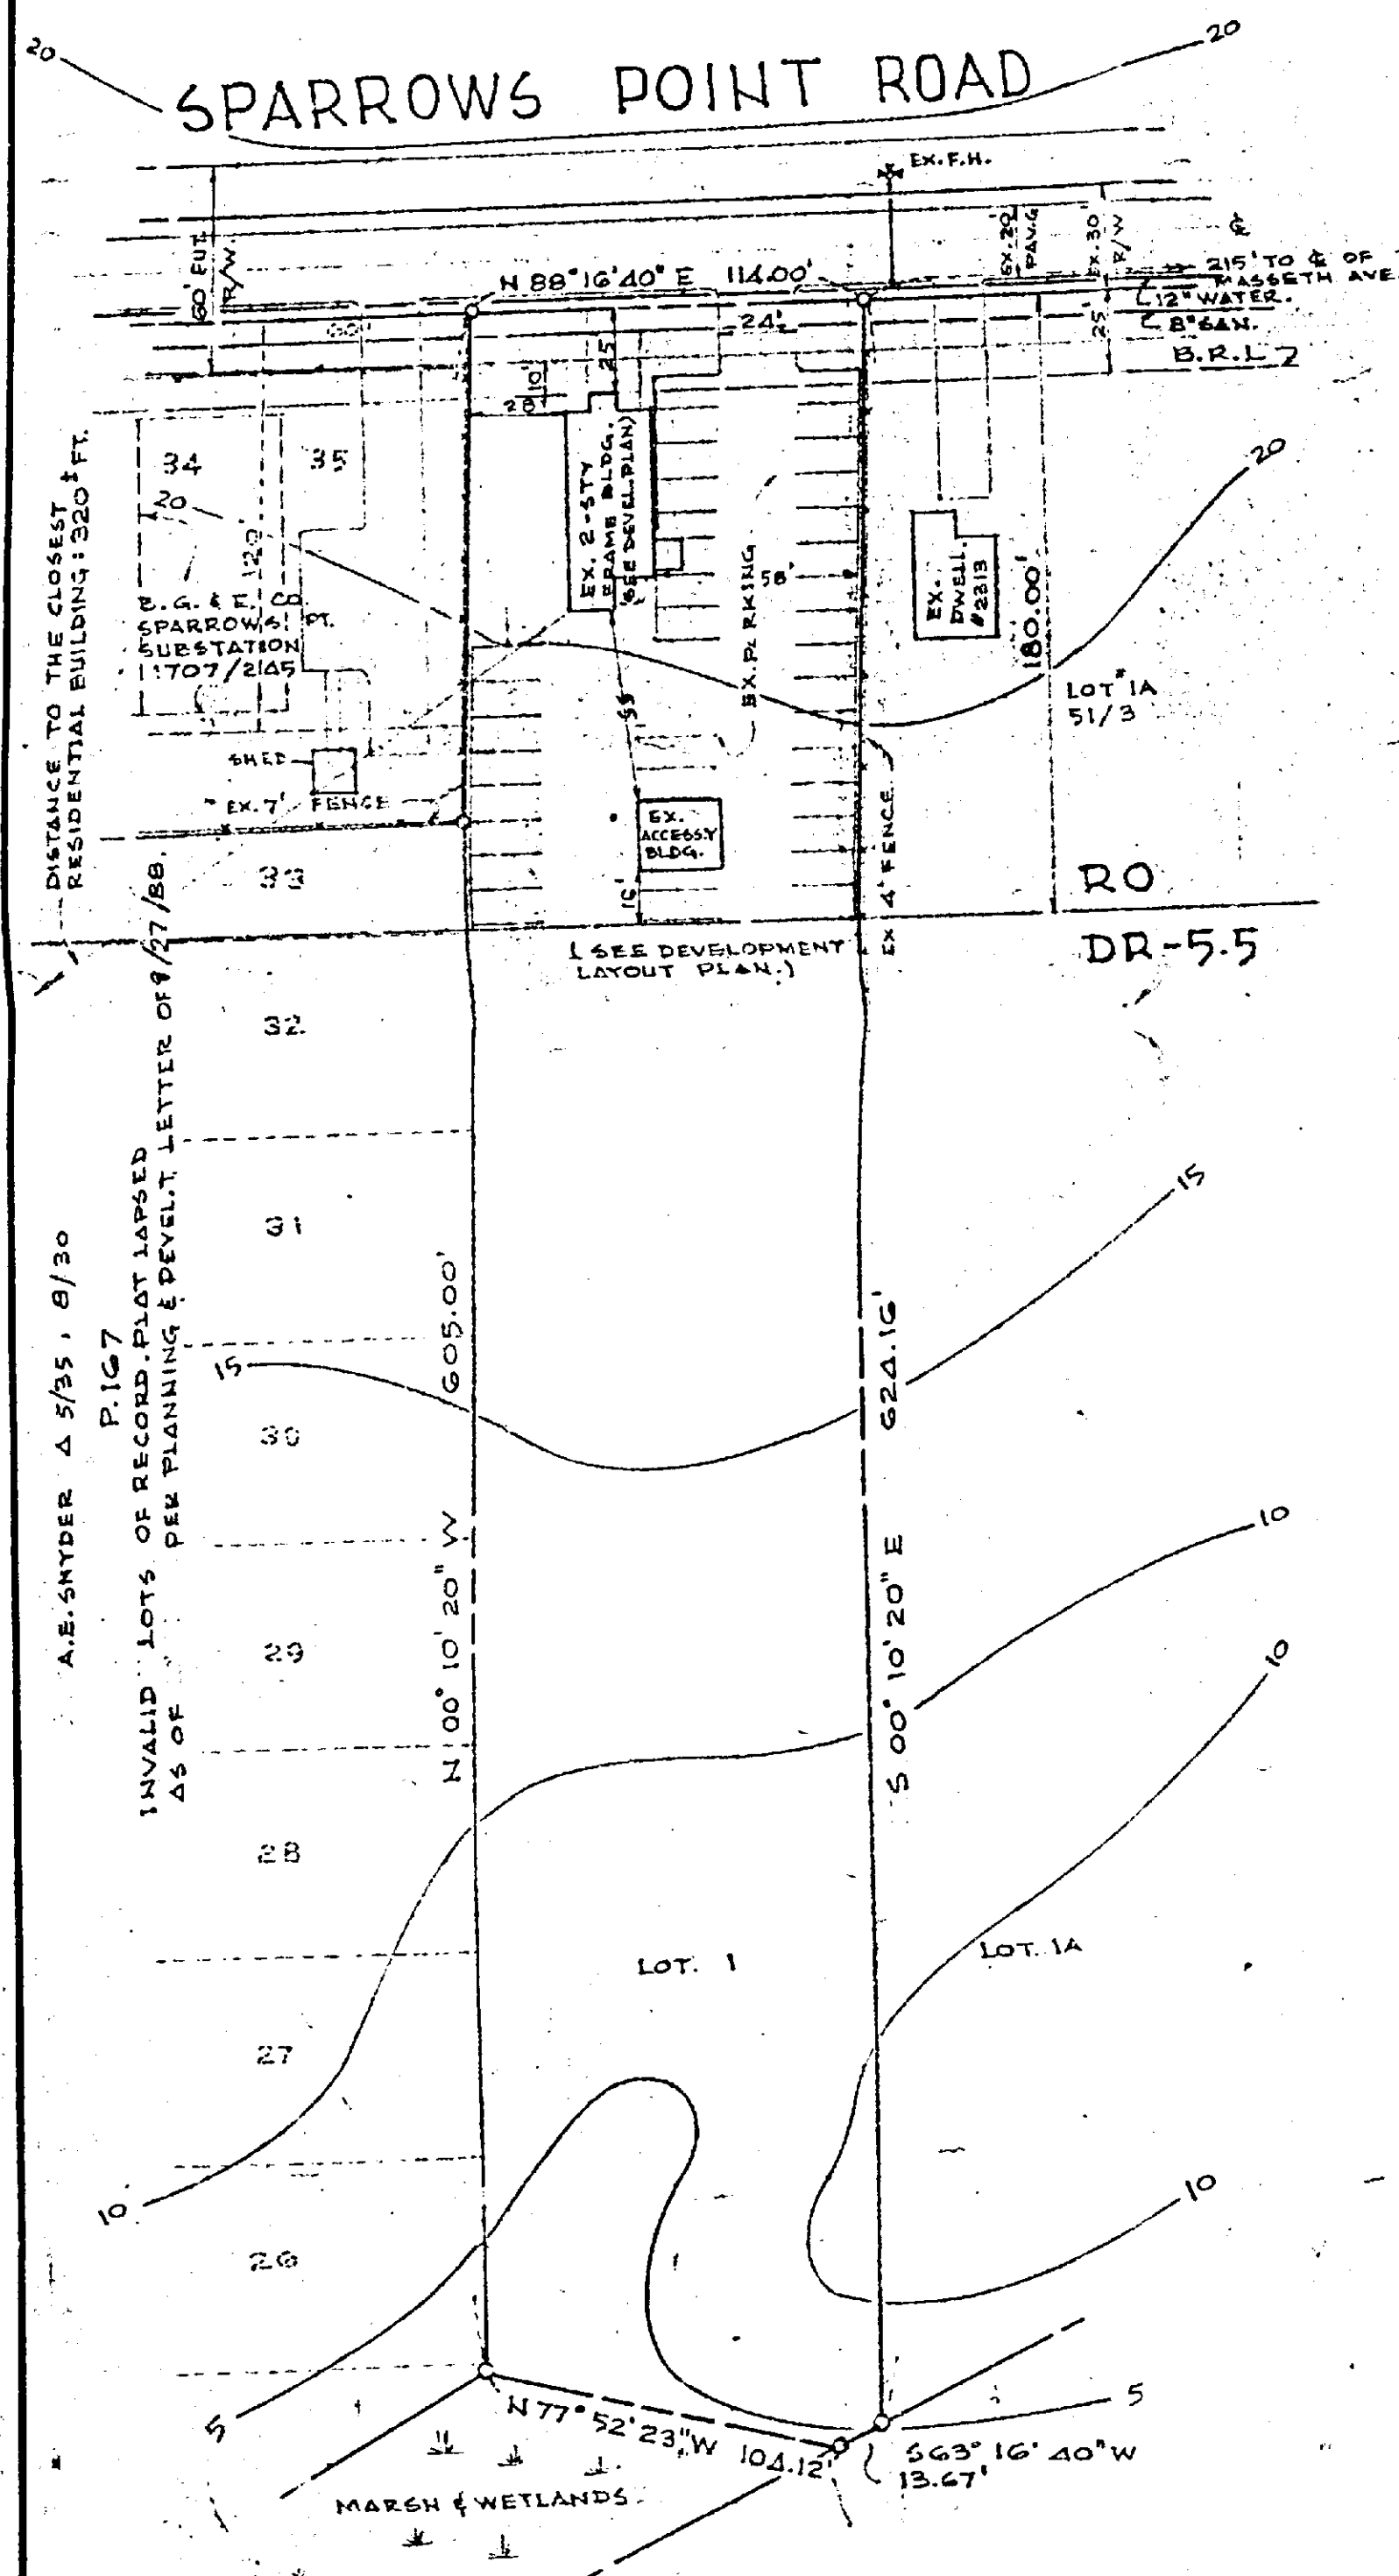 20
20
SPARROWS POINT ROAD
EX. F.H.
60' FUT.
R/W.
EX. 20'
PAV.G
EX. 30'
R/W
N 88° 16' 40" E 114.00'
215' TO ℄ OF
MASSETH AVE.
12" WATER.
8" SAN.
B.R.L.
60'
24'
25'
25
10'
28'
34
35
20
120'
B. G. & E. CO.
SPARROWS PT.
SUBSTATION
1707/2145
EX. 2-STY
FRAME BLDG.
(SEE DEVEL. PLAN)
58'
EX. DWELL.
#2313
180.00'
20
LOT #1A
51/3
DISTANCE TO THE CLOSEST
RESIDENTIAL BUILDING: 320± FT.
55
SHED
EX. 7' FENCE
EX.
ACCESSY
BLDG.
16'
EX 4' FENCE
33
RO
DR-5.5
(SEE DEVELOPMENT
LAYOUT PLAN.)
32
31
30
29
28
27
26
15
15
A.E. SNYDER Δ 5/35, 8/30
P. 167
INVALID LOTS OF RECORD. PLAT LAPSED
AS OF PER PLANNING & DEVEL.T. LETTER OF 9/27/88.
N 00° 10' 20" W 605.00'
S 00° 10' 20" E 624.16'
10
10
LOT. 1
LOT. 1A
10
10
5
5
N 77° 52' 23" W 104.12'
S 63° 16' 40" W
13.67'
MARSH & WETLANDS